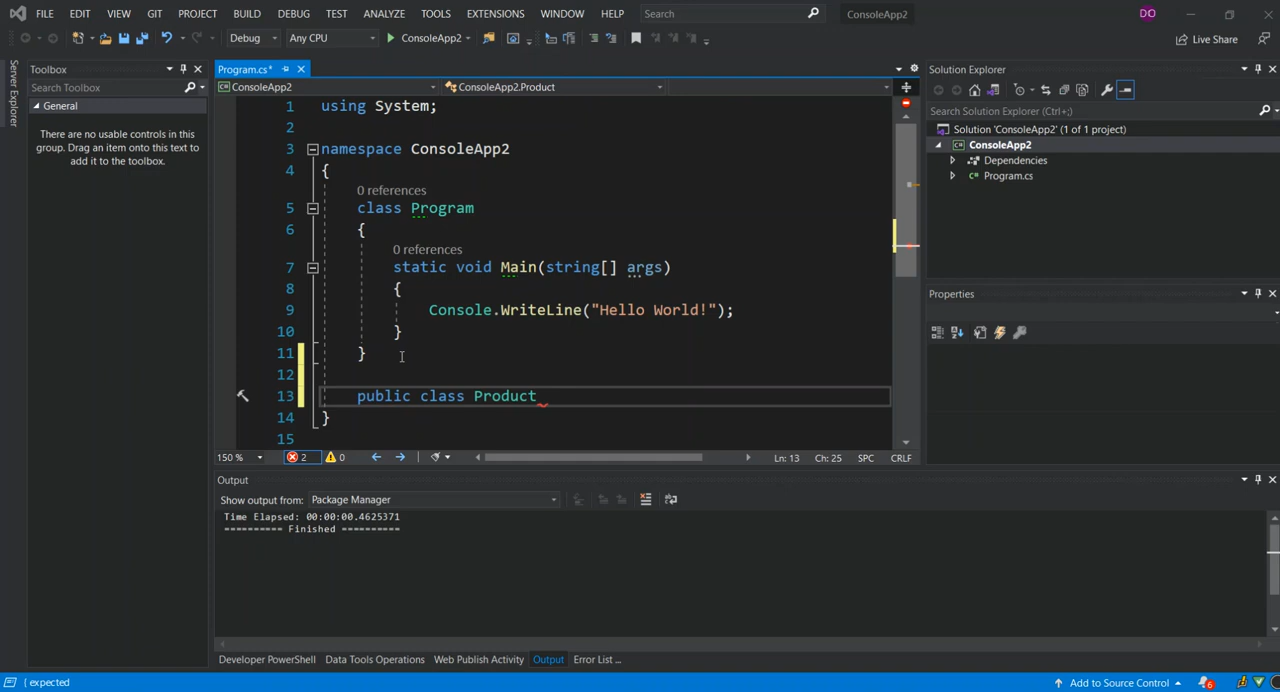 FILE EDIT VIEW GIT PROJECT BUILD DEBUG TEST ANALYZE TOOLS EXTENSIONS WINDOW HELP Search ConsoleApp2 DO
Debug Any CPU ConsoleApp2 Live Share
Server Explorer
Toolbox
Search Toolbox
General
There are no usable controls in this
group. Drag an item onto this text to
add it to the toolbox.
Program.cs*
ConsoleApp2 ConsoleApp2.Product
1 using System;
2
3 namespace ConsoleApp2
4 {
0 references
5 class Program
6 {
0 references
7 static void Main(string[] args)
8 {
9 Console.WriteLine("Hello World!");
10 }
11 }
12
13 public class Product
14 }
15
150 % 2 0 Ln: 13 Ch: 25 SPC CRLF
Solution Explorer
Search Solution Explorer (Ctrl+;)
Solution 'ConsoleApp2' (1 of 1 project)
ConsoleApp2
Dependencies
Program.cs
Properties
Output
Show output from: Package Manager
Time Elapsed: 00:00:00.4625371
========== Finished ==========
Developer PowerShell Data Tools Operations Web Publish Activity Output Error List ...
{ expected Add to Source Control 6